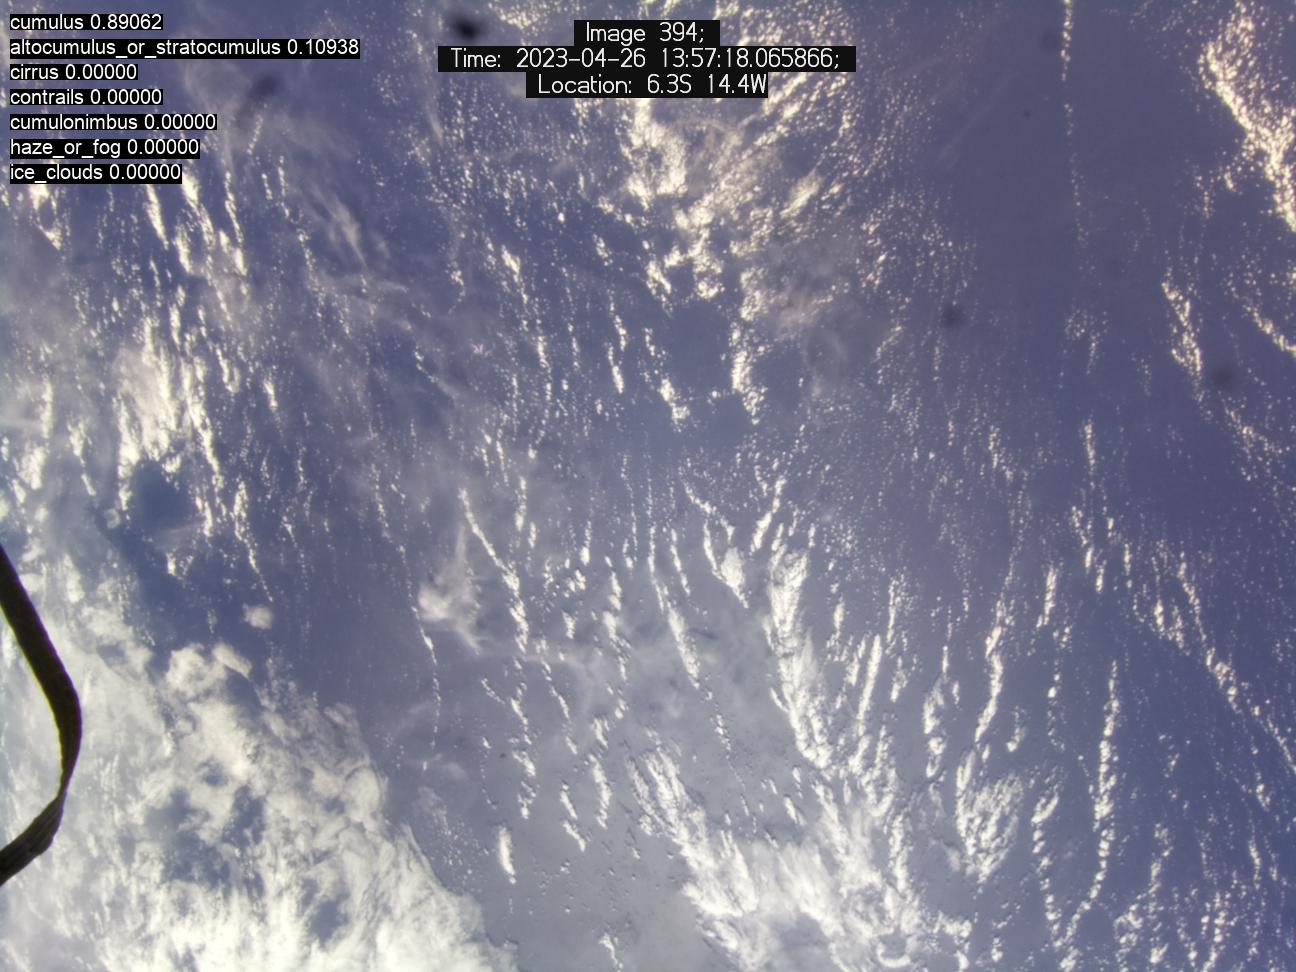 cumulus 0.89062
altocumulus_or_stratocumulus 0.10938
cirrus 0.00000
contrails 0.00000
cumulonimbus 0.00000
haze_or_fog 0.00000
ice_clouds 0.00000
Image 394;
Time: 2023-04-26 13:57:18.065866;
Location: 6.3S 14.4W